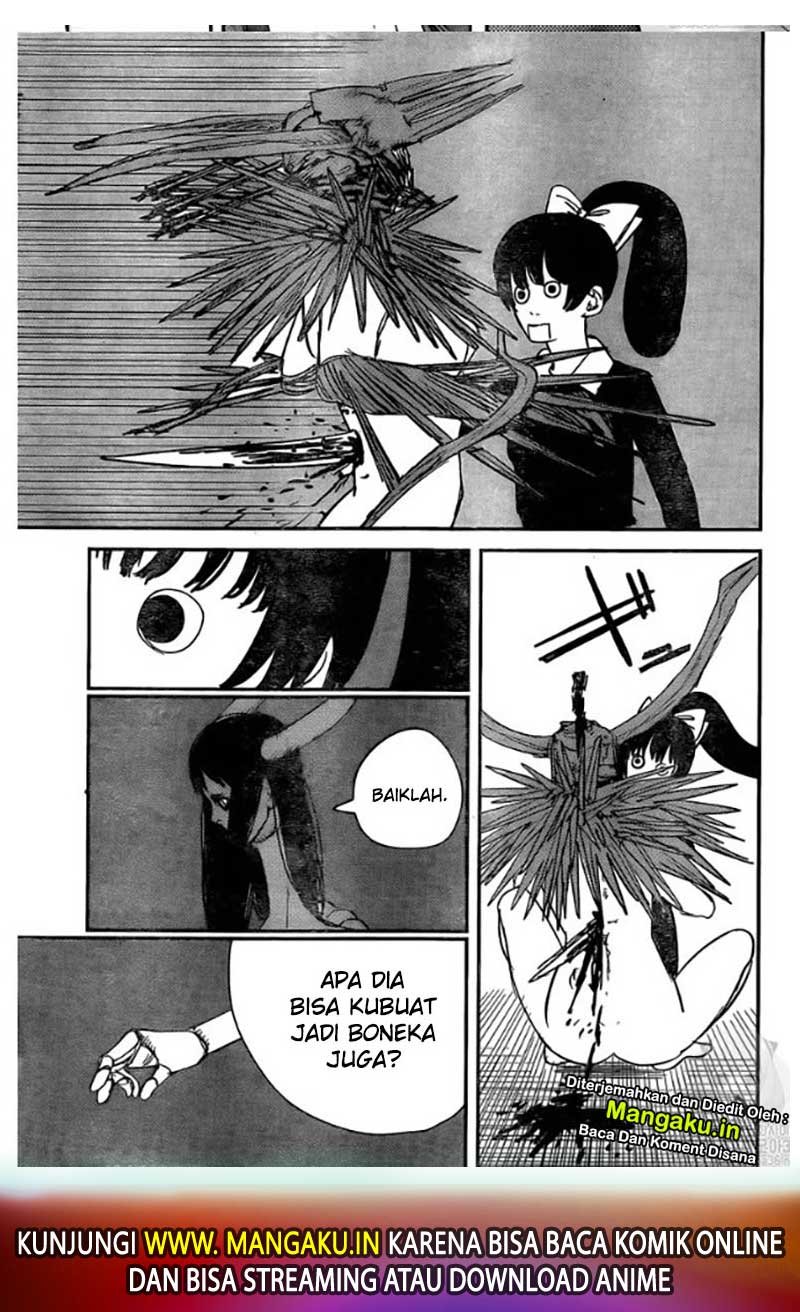 BAIKLAH.
APA DIA
BISA KUBUAT
JADI BONEKA
JUGA?
Diterjemahkan dan Diedit Oleh :
Mangaku.in
Baca Dan Koment Disana
KUNJUNGI WWW. MANGAKU.IN KARENA BISA BACA KOMIK ONLINE
DAN BISA STREAMING ATAU DOWNLOAD ANIME